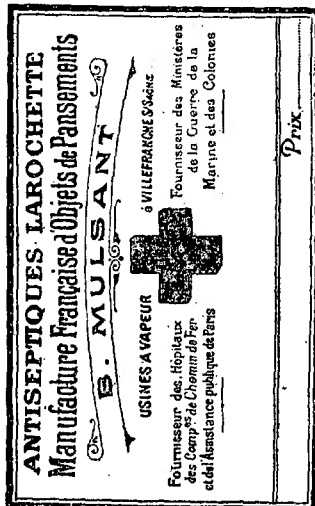 ANTISEPTIQUES LAROCHETTE
Manufacture Française d'Objets de Pansements
B. MULSANT
USINES A VAPEUR
à VILLEFRANCHE S/SAÔNE
Fournisseur des Hôpitaux
des Comp.es de Chemin de Fer
et de l'Assistance publique de Paris
Fournisseur des Ministères
de la Guerre de la
Marine et des Colonies
Prix